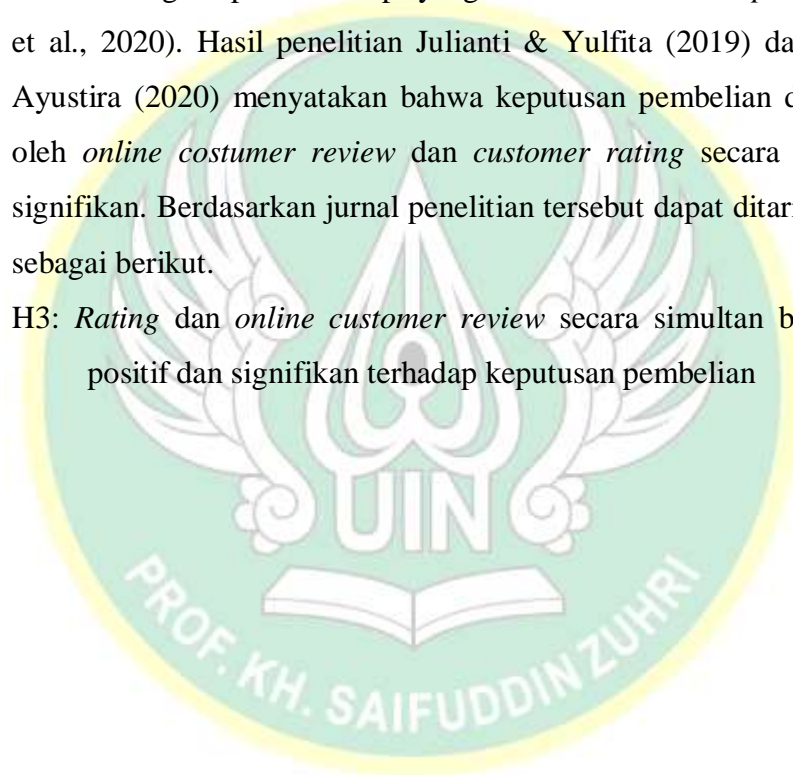 et al., 2020). Hasil penelitian Julianti & Yulfita (2019) da
Ayustira (2020) menyatakan bahwa keputusan pembelian
oleh online costumer review dan customer rating secara
signifikan. Berdasarkan jurnal penelitian tersebut dapat
sebagai berikut.
H3: Rating dan online customer review secara simultan
positif dan signifikan terhadap keputusan pembelian
UIN
PROF. KH. SAIFUDDIN ZUHRI